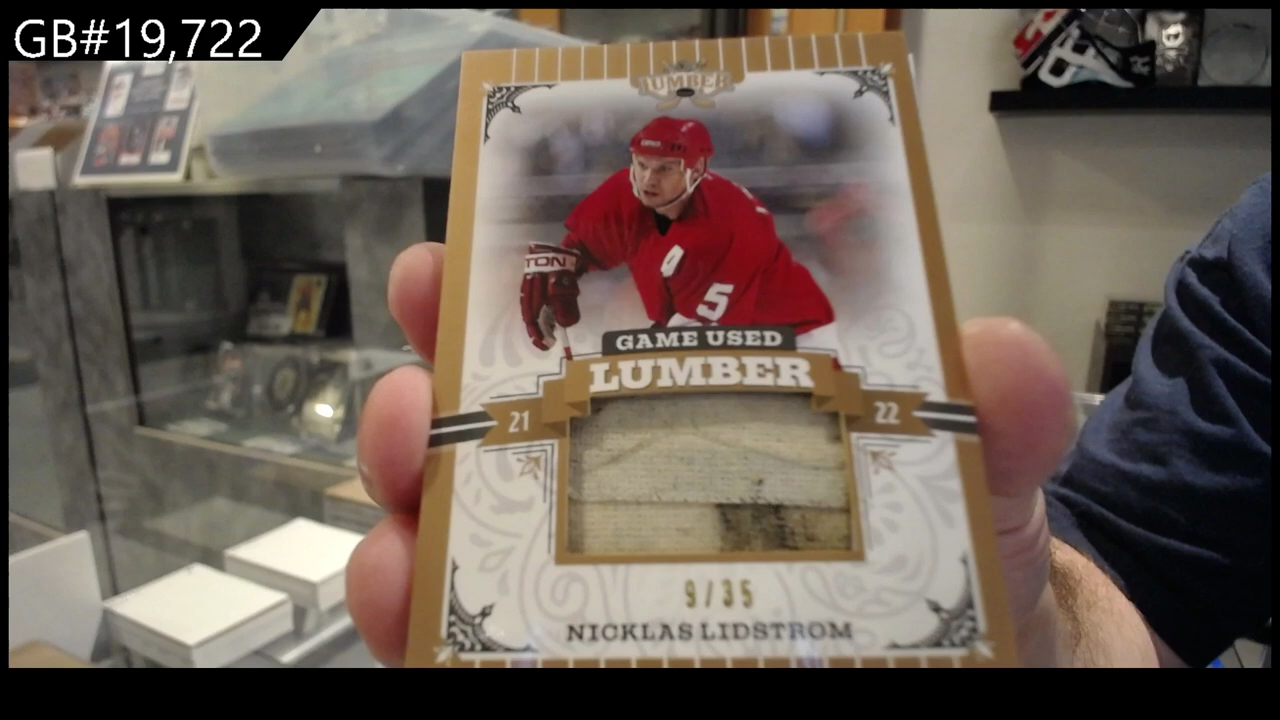 GB#19,722
LUMBER
TON
5
GAME USED
LUMBER
21 22
9/35
NICKLAS LIDSTROM